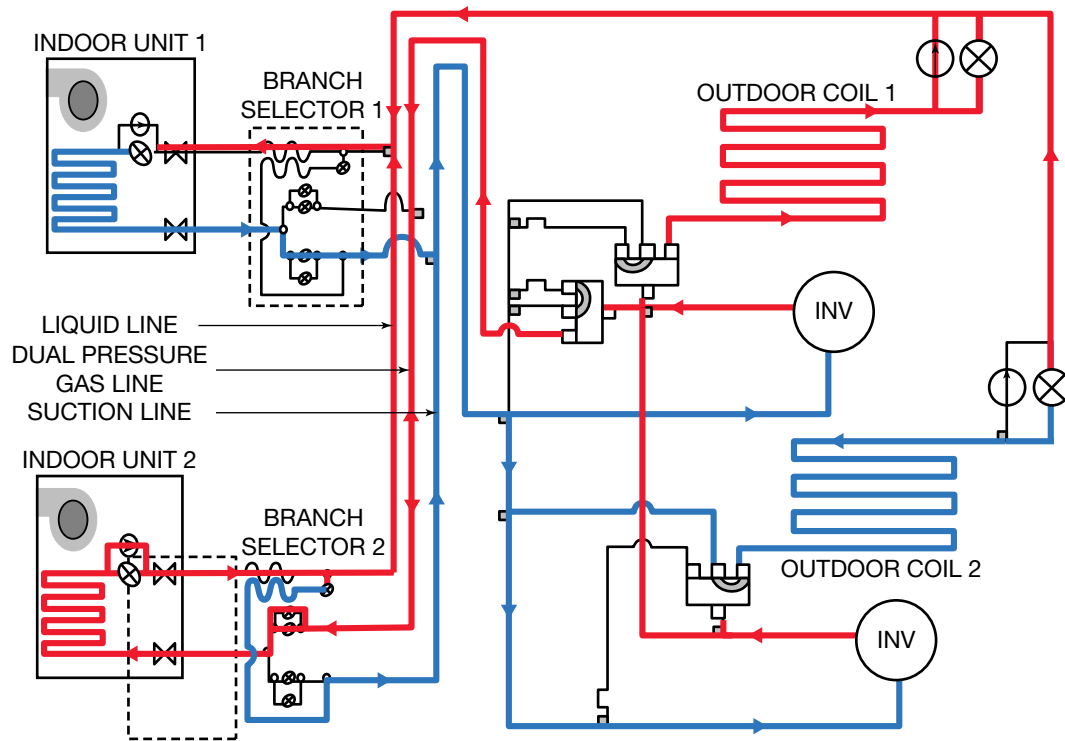 INDOOR UNIT 1
BRANCH
SELECTOR 1
OUTDOOR COIL 1
INV
LIQUID LINE
DUAL PRESSURE
GAS LINE
SUCTION LINE
INDOOR UNIT 2
BRANCH
SELECTOR 2
OUTDOOR COIL 2
INV